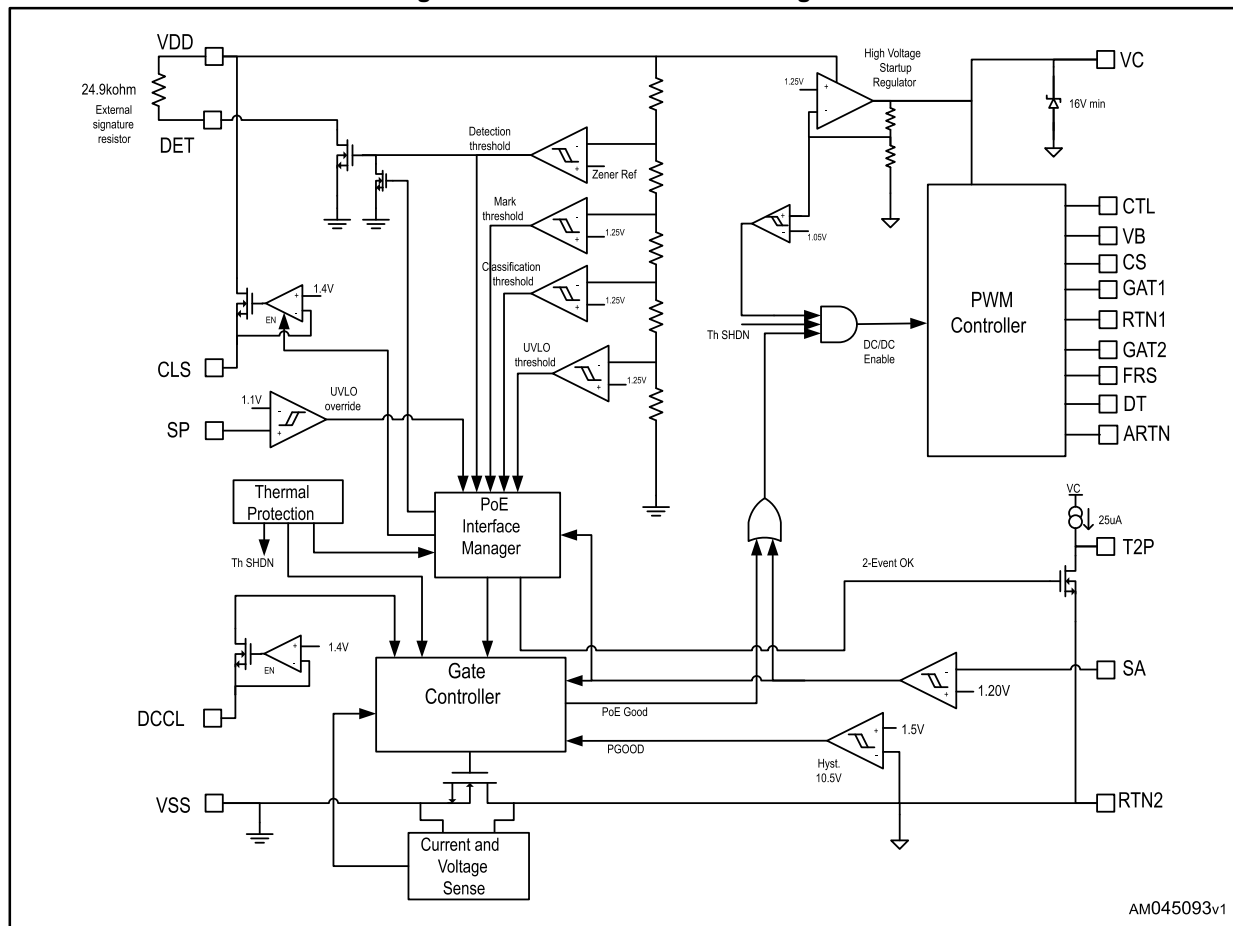 VDD
24.9kohm
External
signature
resistor
DET
Detection
threshold
Zener Ref
Mark
threshold
1.25V
Classification
threshold
1.25V
UVLO
threshold
1.25V
1.4V
EN
CLS
1.1V
UVLO
override
SP
High Voltage
Startup
Regulator
1.25V
VC
16V min
1.05V
Th SHDN
DC/DC
Enable
PWM
Controller
CTL
VB
CS
GAT1
RTN1
GAT2
FRS
DT
ARTN
Thermal
Protection
Th SHDN
PoE
Interface
Manager
VC
25uA
T2P
2-Event OK
1.4V
EN
DCCL
Gate
Controller
PoE Good
PGOOD
SA
1.20V
1.5V
Hyst.
10.5V
VSS
RTN2
Current and
Voltage
Sense
AM045093v1